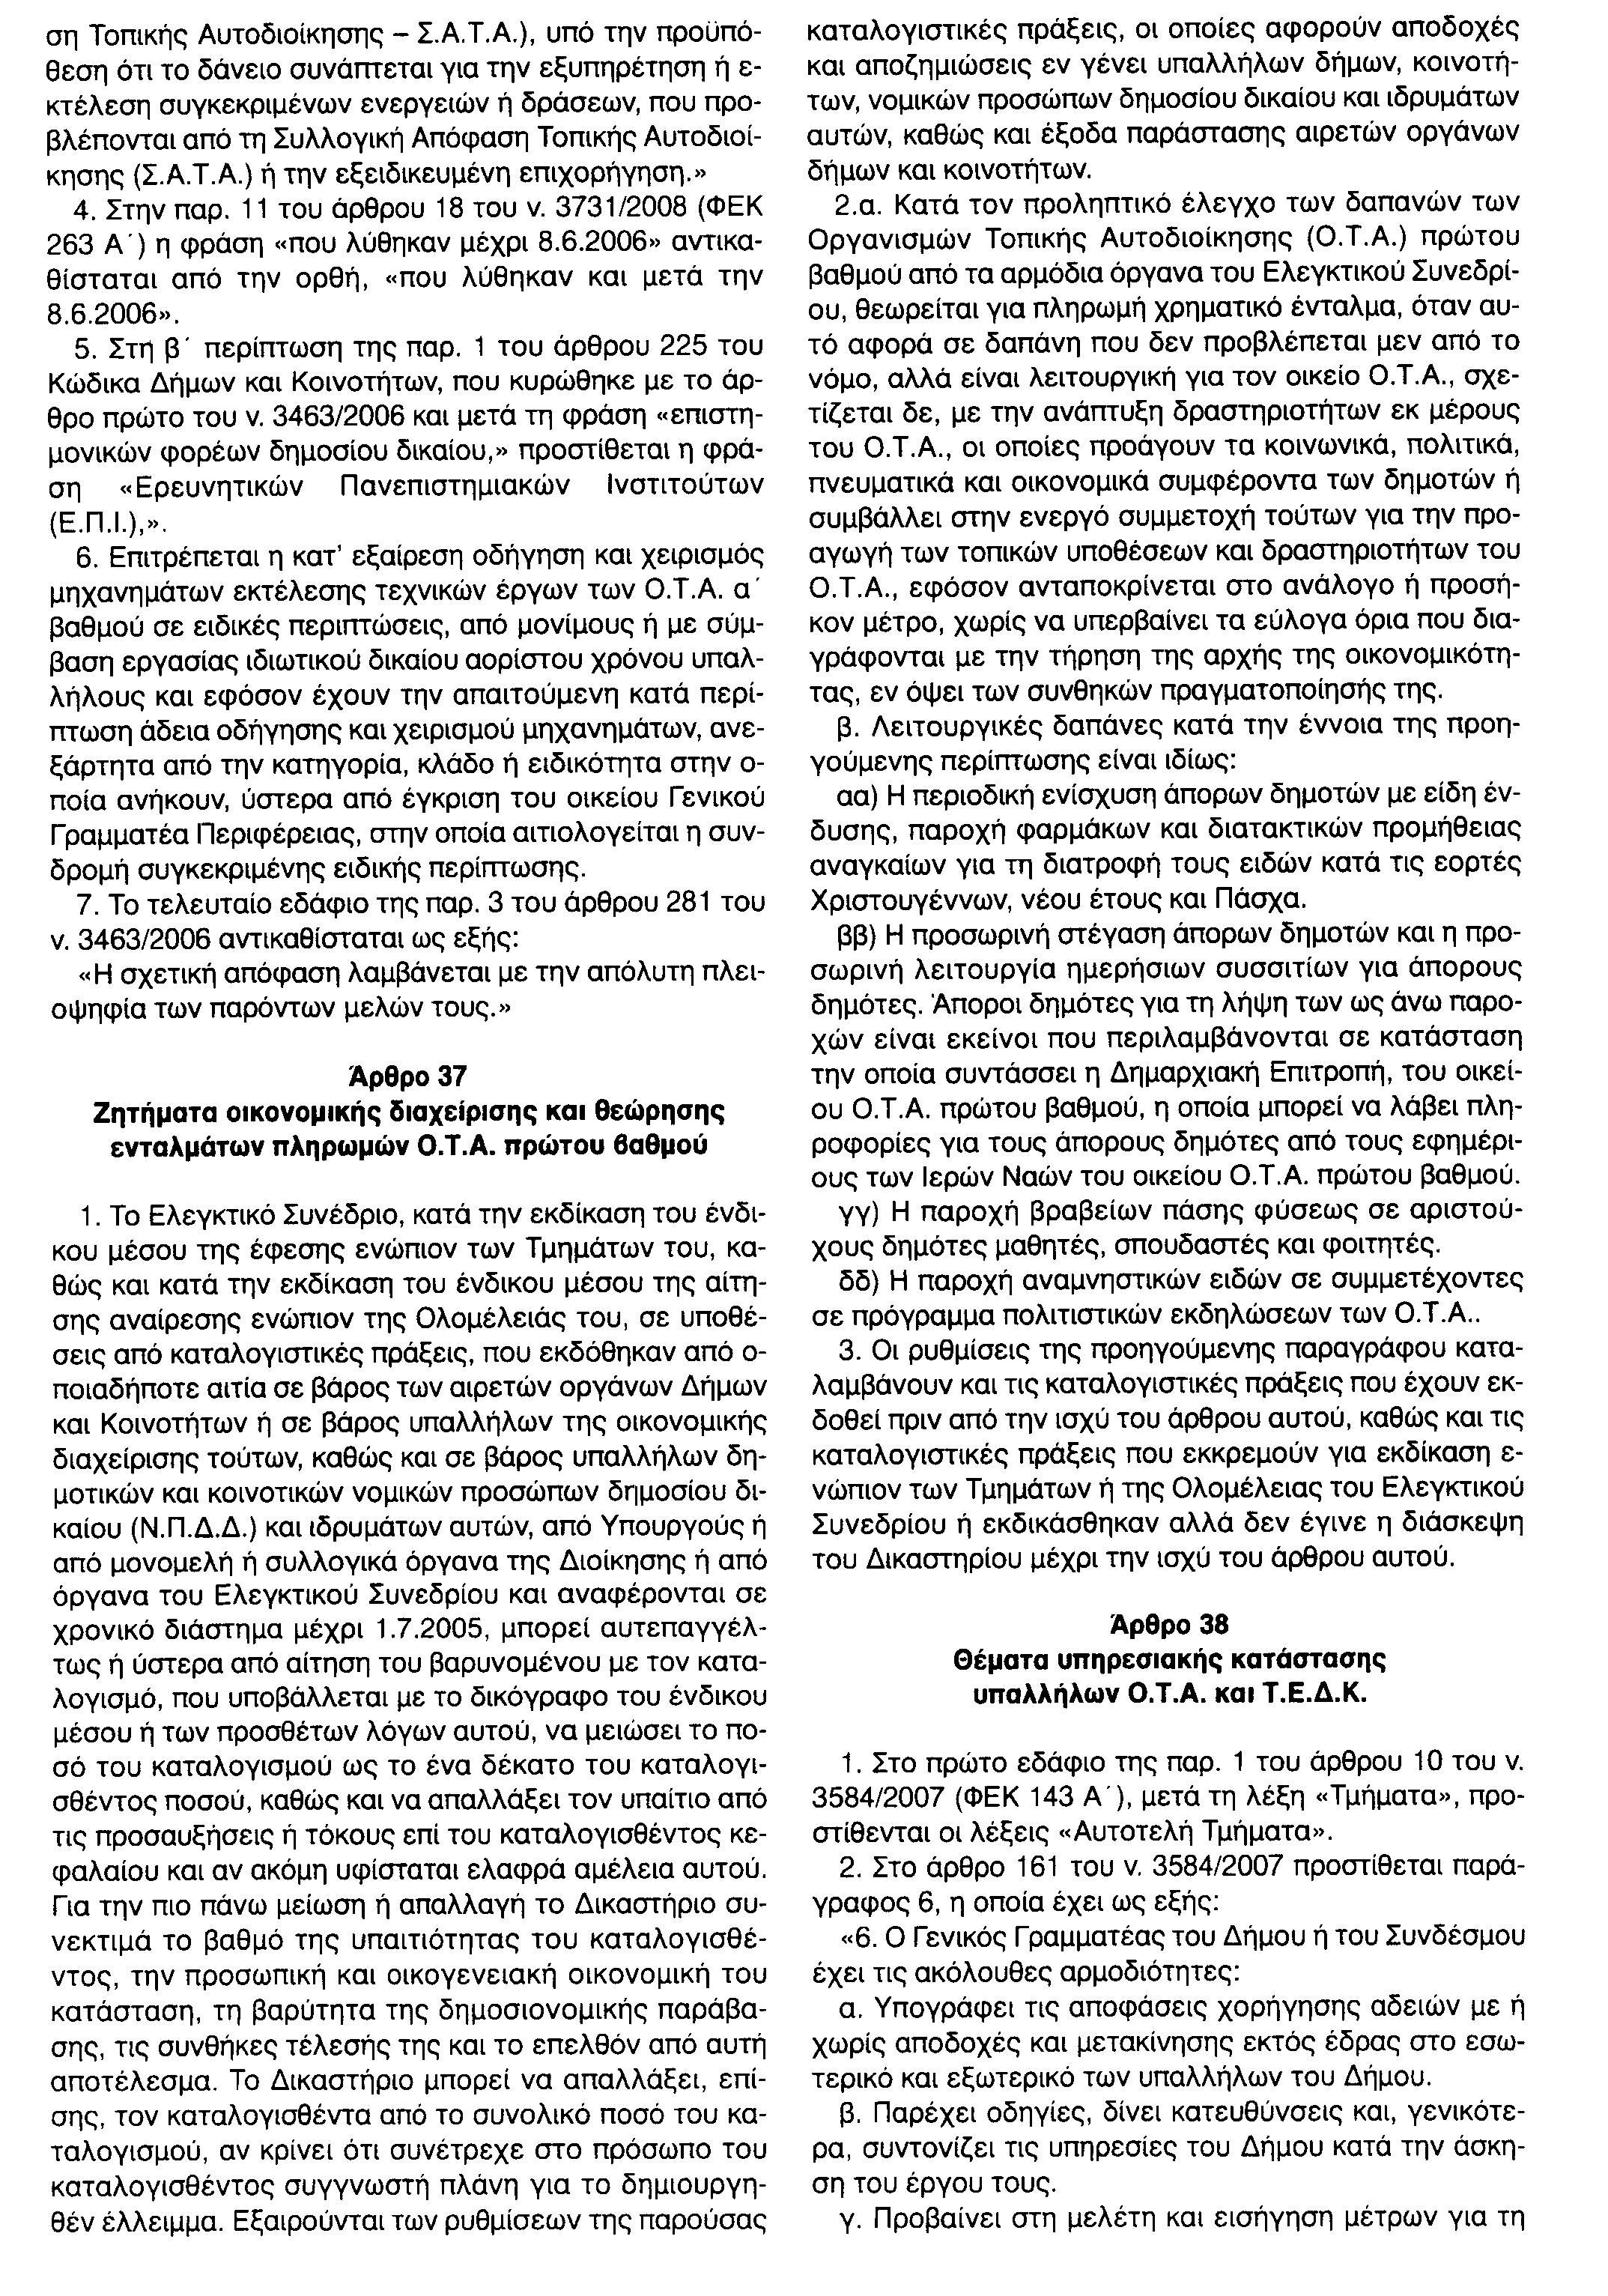 ση Τοπικής Αυτοδιοίκησης – Σ.Α.Τ.Α.), υπό την προϋπό-
θεση ότι το δάνειο συνάπτεται για την εξυπηρέτηση ή ε-
κτέλεση συγκεκριμένων ενεργειών ή δράσεων, που προ-
βλέπονται από τη Συλλογική Απόφαση Τοπικής Αυτοδιοί-
κησης (Σ.Α.Τ.Α.) ή την εξειδικευμένη επιχορήγηση.»
4. Στην παρ. 11 του άρθρου 18 του ν. 3731/2008 (ΦΕΚ
263 Α΄) η φράση «που λύθηκαν μέχρι 8.6.2006» αντικα-
θίσταται από την ορθή, «που λύθηκαν και μετά την
8.6.2006».
5. Στη β΄ περίπτωση της παρ. 1 του άρθρου 225 του
Κώδικα Δήμων και Κοινοτήτων, που κυρώθηκε με το άρ-
θρο πρώτο του ν. 3463/2006 και μετά τη φράση «επιστη-
μονικών φορέων δημοσίου δικαίου,» προστίθεται η φρά-
ση «Ερευνητικών Πανεπιστημιακών Ινστιτούτων
(Ε.Π.Ι.),».
6. Επιτρέπεται η κατ’ εξαίρεση οδήγηση και χειρισμός
μηχανημάτων εκτέλεσης τεχνικών έργων των Ο.Τ.Α. α΄
βαθμού σε ειδικές περιπτώσεις, από μονίμους ή με σύμ-
βαση εργασίας ιδιωτικού δικαίου αορίστου χρόνου υπαλ-
λήλους και εφόσον έχουν την απαιτούμενη κατά περί-
πτωση άδεια οδήγησης και χειρισμού μηχανημάτων, ανε-
ξάρτητα από την κατηγορία, κλάδο ή ειδικότητα στην ο-
ποία ανήκουν, ύστερα από έγκριση του οικείου Γενικού
Γραμματέα Περιφέρειας, στην οποία αιτιολογείται η συν-
δρομή συγκεκριμένης ειδικής περίπτωσης.
7. Το τελευταίο εδάφιο της παρ. 3 του άρθρου 281 του
ν. 3463/2006 αντικαθίσταται ως εξής:
«Η σχετική απόφαση λαμβάνεται με την απόλυτη πλει-
οψηφία των παρόντων μελών τους.»
Άρθρο 37
Ζητήματα οικονομικής διαχείρισης και θεώρησης
ενταλμάτων πληρωμών Ο.Τ.Α. πρώτου βαθμού
1. Το Ελεγκτικό Συνέδριο, κατά την εκδίκαση του ένδι-
κου μέσου της έφεσης ενώπιον των Τμημάτων του, κα-
θώς και κατά την εκδίκαση του ένδικου μέσου της αίτη-
σης αναίρεσης ενώπιον της Ολομέλειάς του, σε υποθέ-
σεις από καταλογιστικές πράξεις, που εκδόθηκαν από ο-
ποιαδήποτε αιτία σε βάρος των αιρετών οργάνων Δήμων
και Κοινοτήτων ή σε βάρος υπαλλήλων της οικονομικής
διαχείρισης τούτων, καθώς και σε βάρος υπαλλήλων δη-
μοτικών και κοινοτικών νομικών προσώπων δημοσίου δι-
καίου (Ν.Π.Δ.Δ.) και ιδρυμάτων αυτών, από Υπουργούς ή
από μονομελή ή συλλογικά όργανα της Διοίκησης ή από
όργανα του Ελεγκτικού Συνεδρίου και αναφέρονται σε
χρονικό διάστημα μέχρι 1.7.2005, μπορεί αυτεπαγγέλ-
τως ή ύστερα από αίτηση του βαρυνομένου με τον κατα-
λογισμό, που υποβάλλεται με το δικόγραφο του ένδικου
μέσου ή των προσθέτων λόγων αυτού, να μειώσει το πο-
σό του καταλογισμού ως το ένα δέκατο του καταλογι-
σθέντος ποσού, καθώς και να απαλλάξει τον υπαίτιο από
τις προσαυξήσεις ή τόκους επί του καταλογισθέντος κε-
φαλαίου και αν ακόμη υφίσταται ελαφρά αμέλεια αυτού.
Για την πιο πάνω μείωση ή απαλλαγή το Δικαστήριο συ-
νεκτιμά το βαθμό της υπαιτιότητας του καταλογισθέ-
ντος, την προσωπική και οικογενειακή οικονομική του
κατάσταση, τη βαρύτητα της δημοσιονομικής παράβα-
σης, τις συνθήκες τέλεσής της και το επελθόν από αυτή
αποτέλεσμα. Το Δικαστήριο μπορεί να απαλλάξει, επί-
σης, τον καταλογισθέντα από το συνολικό ποσό του κα-
ταλογισμού, αν κρίνει ότι συνέτρεχε στο πρόσωπο του
καταλογισθέντος συγγνωστή πλάνη για το δημιουργη-
θέν έλλειμμα. Εξαιρούνται των ρυθμίσεων της παρούσας
καταλογιστικές πράξεις, οι οποίες αφορούν αποδοχές
και αποζημιώσεις εν γένει υπαλλήλων δήμων, κοινοτή-
των, νομικών προσώπων δημοσίου δικαίου και ιδρυμάτων
αυτών, καθώς και έξοδα παράστασης αιρετών οργάνων
δήμων και κοινοτήτων.
2.α. Κατά τον προληπτικό έλεγχο των δαπανών των
Οργανισμών Τοπικής Αυτοδιοίκησης (Ο.Τ.Α.) πρώτου
βαθμού από τα αρμόδια όργανα του Ελεγκτικού Συνεδρί-
ου, θεωρείται για πληρωμή χρηματικό ένταλμα, όταν αυ-
τό αφορά σε δαπάνη που δεν προβλέπεται μεν από το
νόμο, αλλά είναι λειτουργική για τον οικείο Ο.Τ.Α., σχε-
τίζεται δε, με την ανάπτυξη δραστηριοτήτων εκ μέρους
του Ο.Τ.Α., οι οποίες προάγουν τα κοινωνικά, πολιτικά,
πνευματικά και οικονομικά συμφέροντα των δημοτών ή
συμβάλλει στην ενεργό συμμετοχή τούτων για την προ-
αγωγή των τοπικών υποθέσεων και δραστηριοτήτων του
Ο.Τ.Α., εφόσον ανταποκρίνεται στο ανάλογο ή προσή-
κον μέτρο, χωρίς να υπερβαίνει τα εύλογα όρια που δια-
γράφονται με την τήρηση της αρχής της οικονομικότη-
τας, εν όψει των συνθηκών πραγματοποίησής της.
β. Λειτουργικές δαπάνες κατά την έννοια της προη-
γούμενης περίπτωσης είναι ιδίως:
αα) Η περιοδική ενίσχυση άπορων δημοτών με είδη έν-
δυσης, παροχή φαρμάκων και διατακτικών προμήθειας
αναγκαίων για τη διατροφή τους ειδών κατά τις εορτές
Χριστουγέννων, νέου έτους και Πάσχα.
ββ) Η προσωρινή στέγαση άπορων δημοτών και η προ-
σωρινή λειτουργία ημερήσιων συσσιτίων για άπορους
δημότες. Άποροι δημότες για τη λήψη των ως άνω παρο-
χών είναι εκείνοι που περιλαμβάνονται σε κατάσταση
την οποία συντάσσει η Δημαρχιακή Επιτροπή, του οικεί-
ου Ο.Τ.Α. πρώτου βαθμού, η οποία μπορεί να λάβει πλη-
ροφορίες για τους άπορους δημότες από τους εφημέρι-
ους των Ιερών Ναών του οικείου Ο.Τ.Α. πρώτου βαθμού.
γγ) Η παροχή βραβείων πάσης φύσεως σε αριστού-
χους δημότες μαθητές, σπουδαστές και φοιτητές.
δδ) Η παροχή αναμνηστικών ειδών σε συμμετέχοντες
σε πρόγραμμα πολιτιστικών εκδηλώσεων των Ο.Τ.Α..
3. Οι ρυθμίσεις της προηγούμενης παραγράφου κατα-
λαμβάνουν και τις καταλογιστικές πράξεις που έχουν εκ-
δοθεί πριν από την ισχύ του άρθρου αυτού, καθώς και τις
καταλογιστικές πράξεις που εκκρεμούν για εκδίκαση ε-
νώπιον των Τμημάτων ή της Ολομέλειας του Ελεγκτικού
Συνεδρίου ή εκδικάσθηκαν αλλά δεν έγινε η διάσκεψη
του Δικαστηρίου μέχρι την ισχύ του άρθρου αυτού.
Άρθρο 38
Θέματα υπηρεσιακής κατάστασης
υπαλλήλων Ο.Τ.Α. και Τ.Ε.Δ.Κ.
1. Στο πρώτο εδάφιο της παρ. 1 του άρθρου 10 του ν.
3584/2007 (ΦΕΚ 143 Α΄), μετά τη λέξη «Τμήματα», προ-
στίθενται οι λέξεις «Αυτοτελή Τμήματα».
2. Στο άρθρο 161 του ν. 3584/2007 προστίθεται παρά-
γραφος 6, η οποία έχει ως εξής:
«6. Ο Γενικός Γραμματέας του Δήμου ή του Συνδέσμου
έχει τις ακόλουθες αρμοδιότητες:
α. Υπογράφει τις αποφάσεις χορήγησης αδειών με ή
χωρίς αποδοχές και μετακίνησης εκτός έδρας στο εσω-
τερικό και εξωτερικό των υπαλλήλων του Δήμου.
β. Παρέχει οδηγίες, δίνει κατευθύνσεις και, γενικότε-
ρα, συντονίζει τις υπηρεσίες του Δήμου κατά την άσκη-
ση του έργου τους.
γ. Προβαίνει στη μελέτη και εισήγηση μέτρων για τη